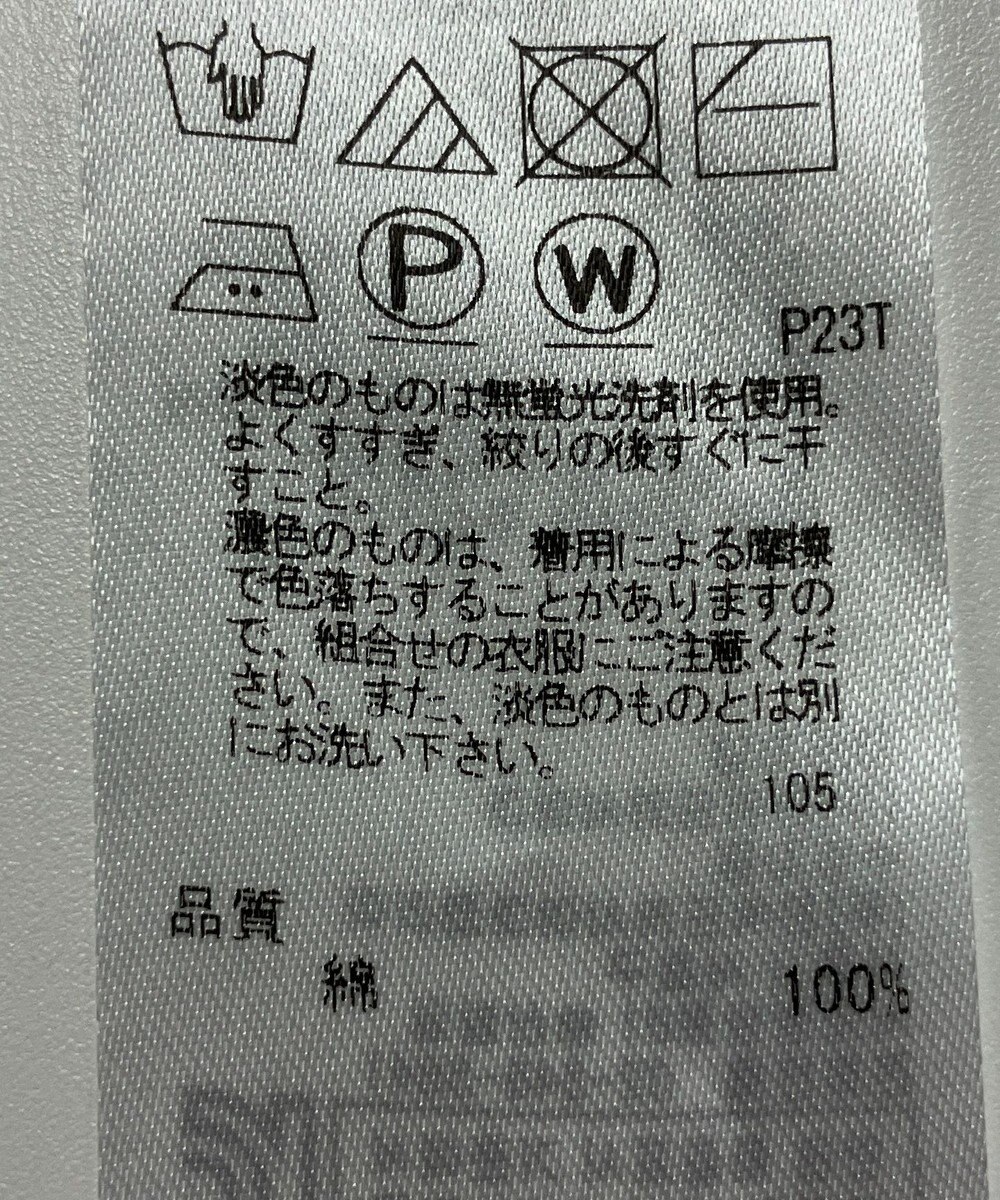 P W
P23T
淡色のものは無蛍光洗剤を使用。
よくすすぎ、絞りの後すぐに干
すこと。
濃色のものは、着用による摩擦
で色落ちすることがありますの
で、組合せの衣服にご注意くだ
さい。また、淡色のものとは別
にお洗い下さい。
105
品質
綿 100%